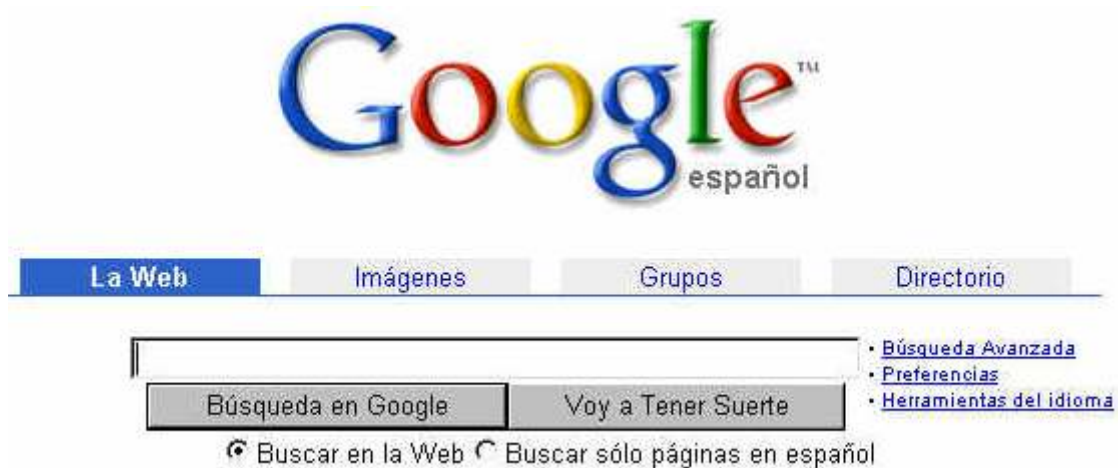 Google™
español
La Web Imágenes Grupos Directorio
· Búsqueda Avanzada
· Preferencias
· Herramientas del idioma
Búsqueda en Google Voy a Tener Suerte
Buscar en la Web Buscar sólo páginas en español